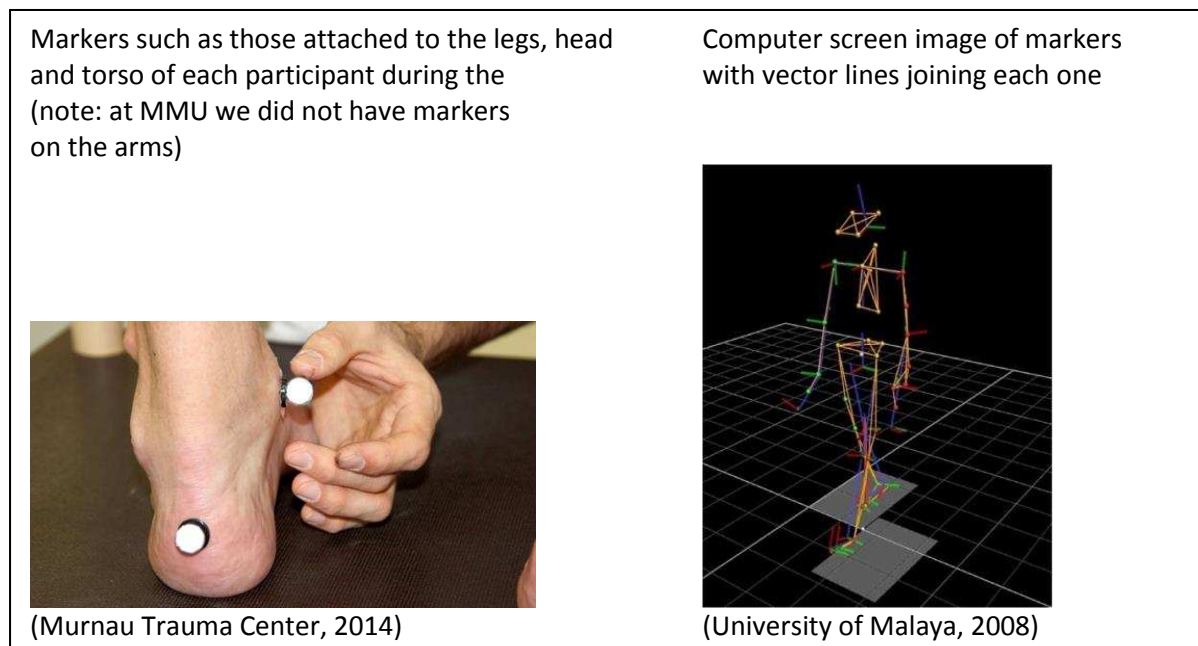 Markers such as those attached to the legs, head
and torso of each participant during the
(note: at MMU we did not have markers
on the arms)
(Murnau Trauma Center, 2014)
Computer screen image of markers
with vector lines joining each one
(University of Malaya, 2008)